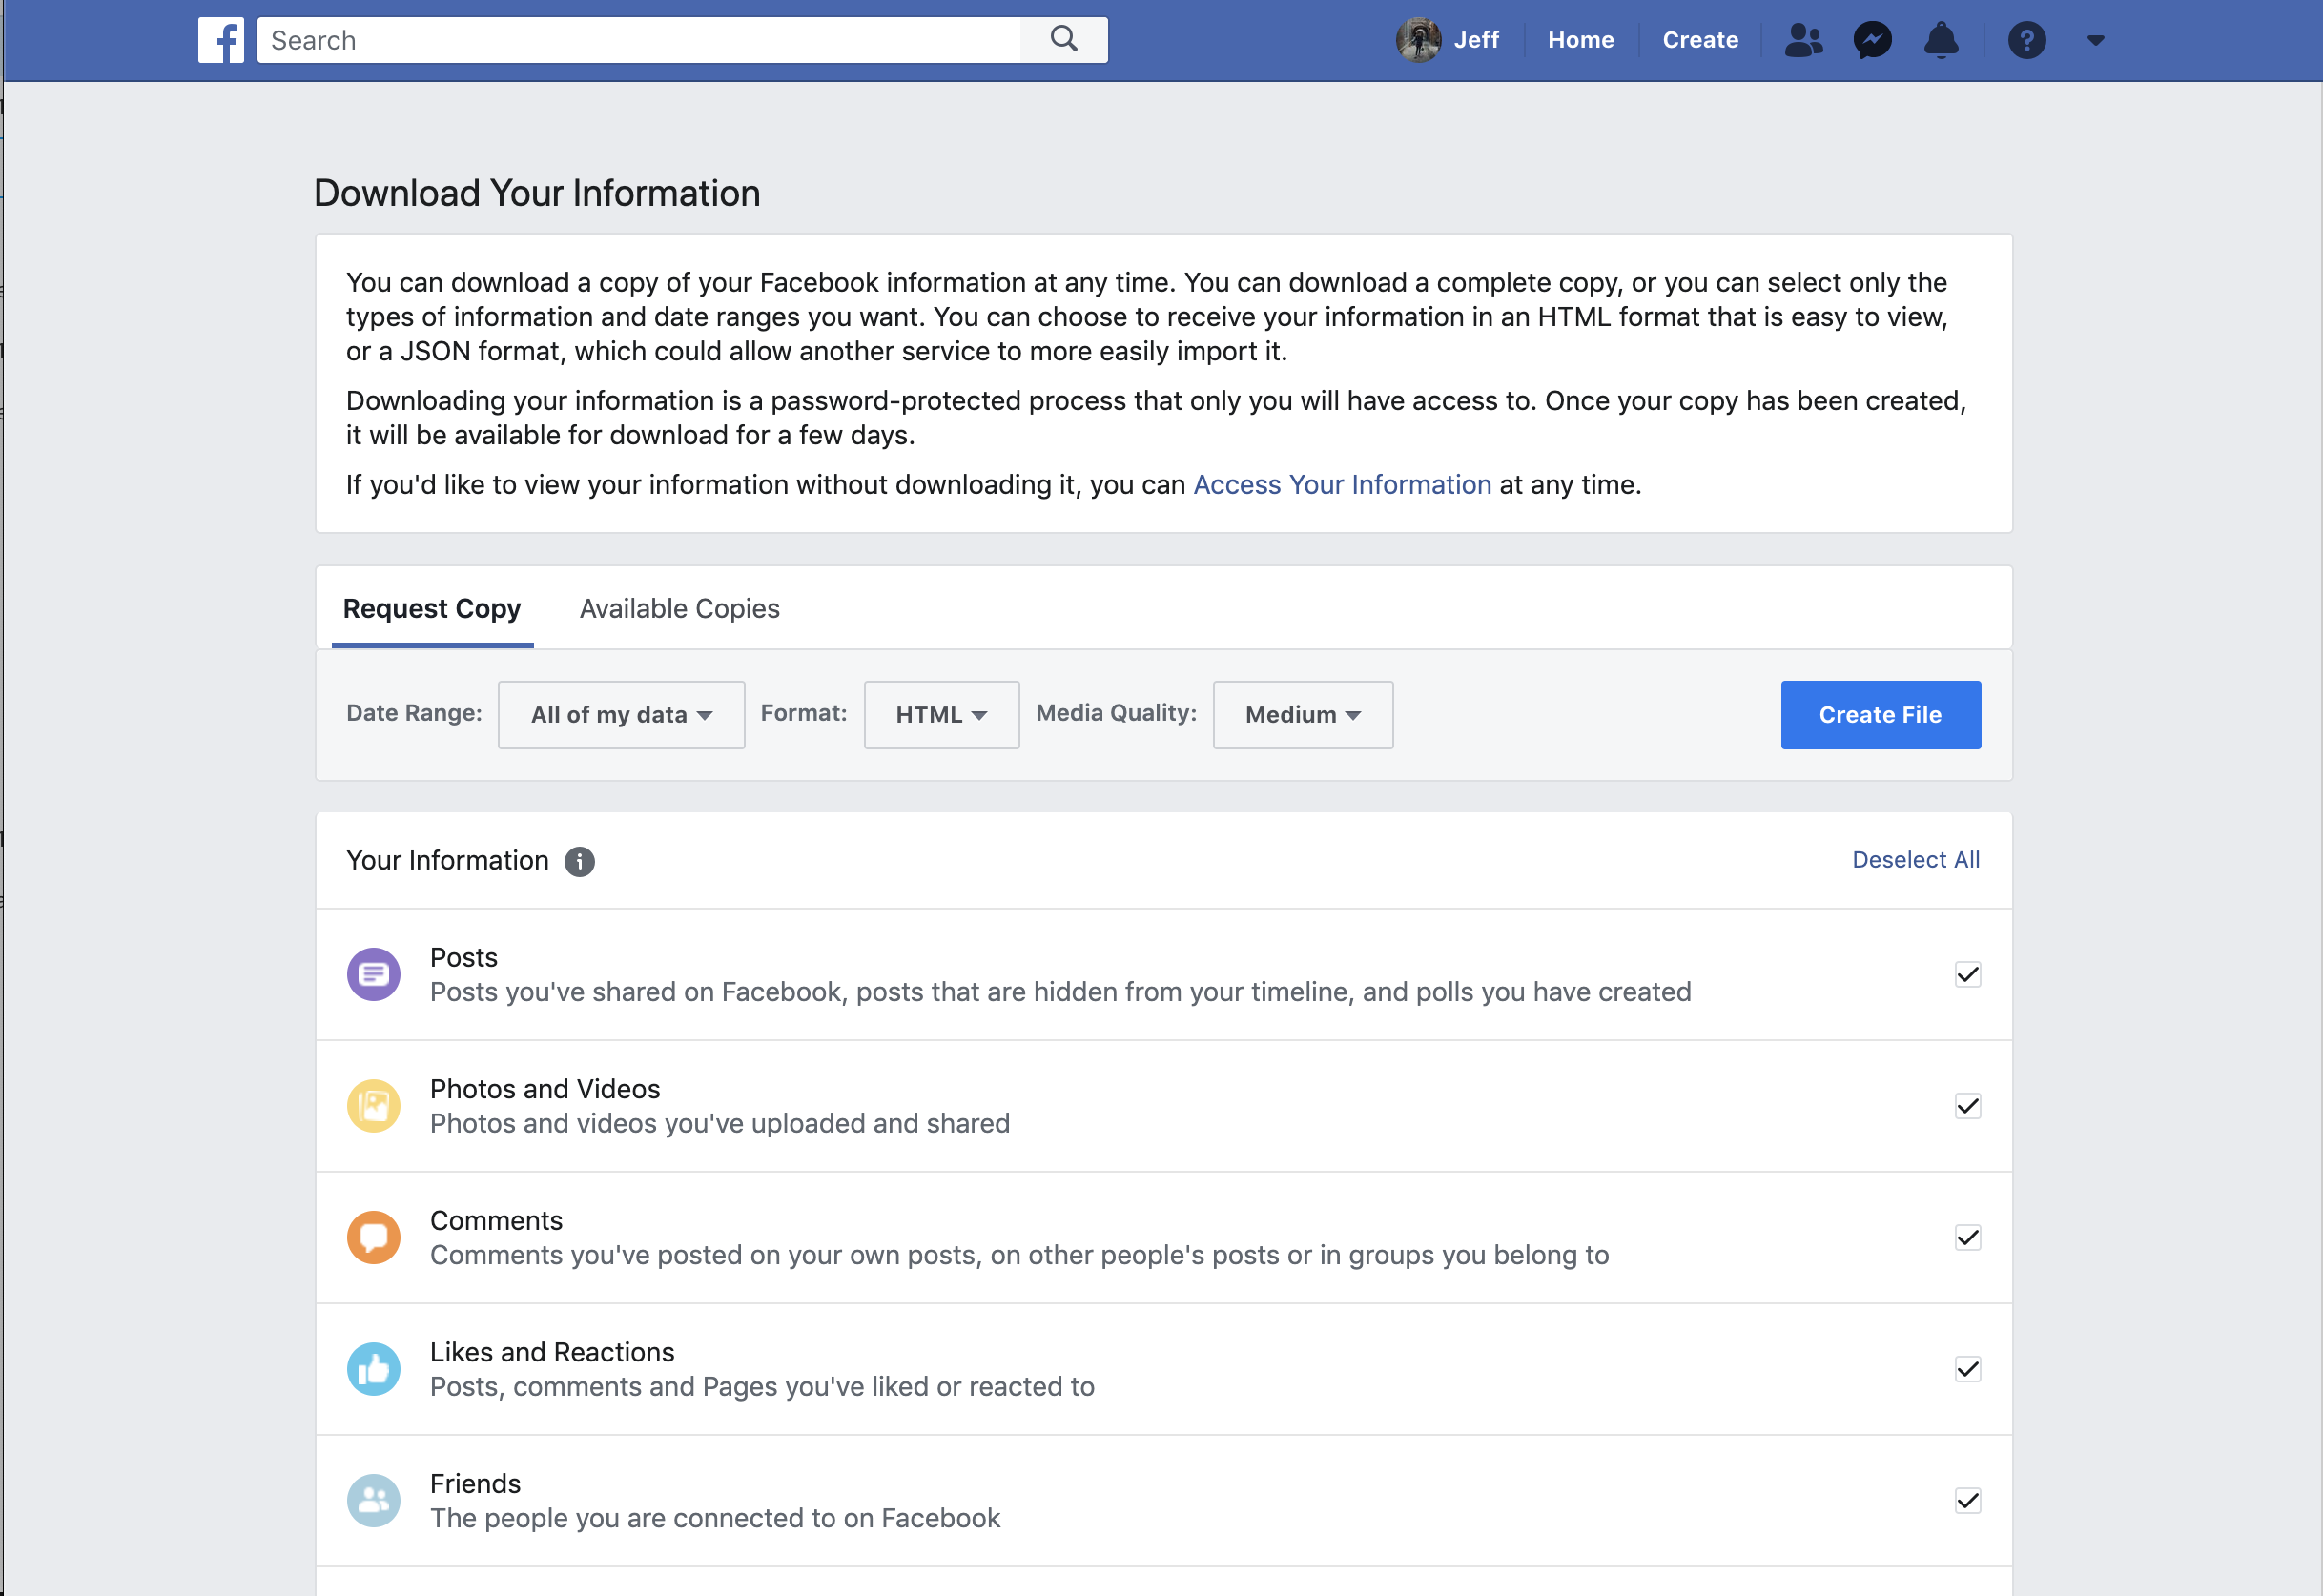 Search
Jeff
Home
Create
Download Your Information
You can download a copy of your Facebook information at any time. You can download a complete copy, or you can select only the
types of information and date ranges you want. You can choose to receive your information in an HTML format that is easy to view,
or a JSON format, which could allow another service to more easily import it.
Downloading your information is a password-protected process that only you will have access to. Once your copy has been created,
it will be available for download for a few days.
If you'd like to view your information without downloading it, you can Access Your Information at any time.
Request Copy
Available Copies
Date Range:
All of my data
Format:
HTML
Media Quality:
Medium
Create File
Your Information
Deselect All
Posts
Posts you've shared on Facebook, posts that are hidden from your timeline, and polls you have created
Photos and Videos
Photos and videos you've uploaded and shared
Comments
Comments you've posted on your own posts, on other people's posts or in groups you belong to
Likes and Reactions
Posts, comments and Pages you've liked or reacted to
Friends
The people you are connected to on Facebook